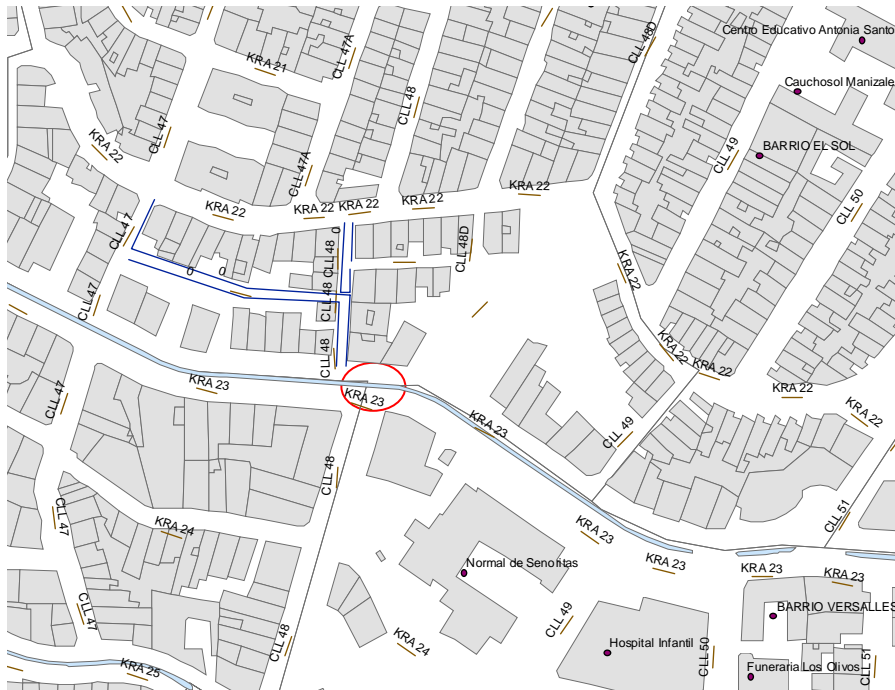 Centro Educativo Antonia Santo
CLL 48D
CLL 47A
KRA 21
Cauchosol Manizale
CLL 48
CLL 47
KRA 22
BARRIO EL SOL
CLL 49
CLL 47A
KRA 22
KRA 22
KRA 22
KRA 22
KRA 22
CLL 50
CLL 47
0
CLL 48
CLL 48D
0
0
KRA 22
CLL 47
CLL 48
CLL 48
KRA 22
KRA 22
KRA 23
KRA 22
CLL 47
KRA 23
KRA 22
KRA 23
CLL 49
CLL 48
KRA 24
CLL 47
CLL 51
KRA 23
KRA 23
KRA 23
KRA 23
Normal de Senoritas
CLL 47
CLL 49
BARRIO VERSALLES
KRA 24
CLL 48
Hospital Infantil
CLL 50
CLL 51
KRA 25
Funeraria Los Olivos